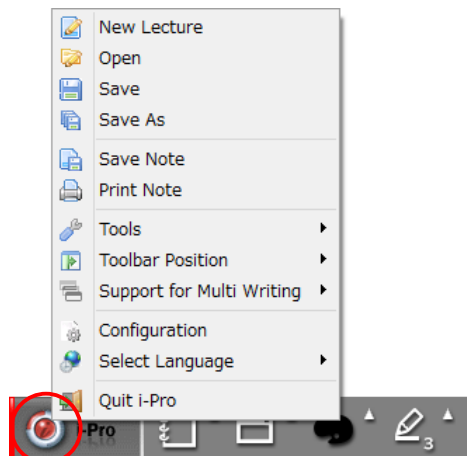 New Lecture
Open
Save
Save As
Save Note
Print Note
Tools
Toolbar Position
Support for Multi Writing
Configuration
Select Language
Quit i-Pro
i-Pro
3